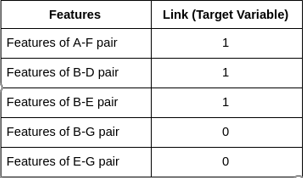 Features Link (Target Variable)
Features of A-F pair 1
Features of B-D pair 1
Features of B-E pair 1
Features of B-G pair 0
Features of E-G pair 0